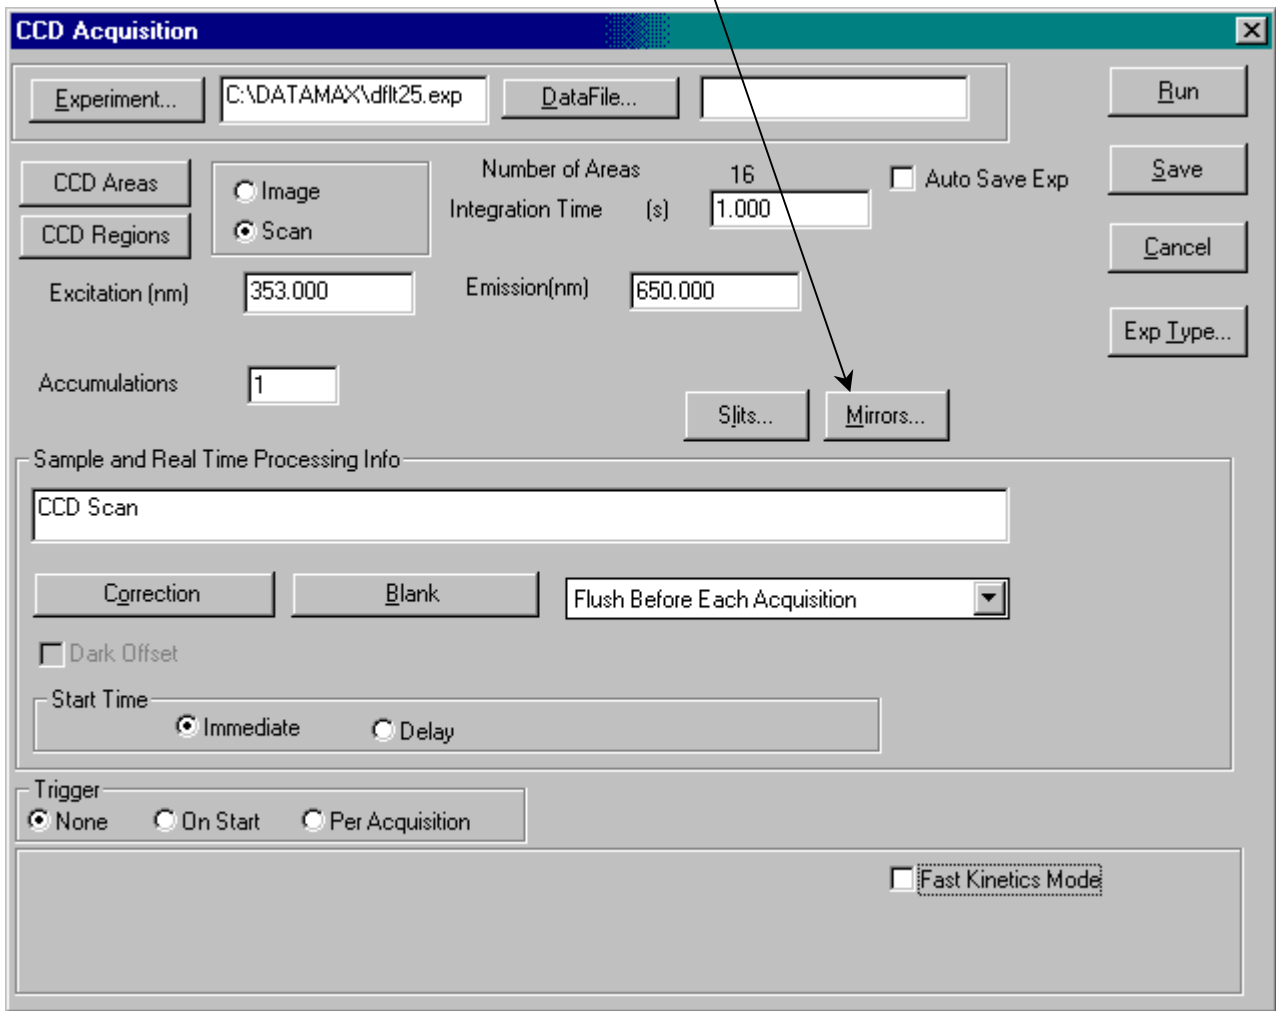 CCD Acquisition
Experiment... C:\DATAMAX\dflt25.exp DataFile... Run
CCD Areas Image Number of Areas 16 Auto Save Exp Save
CCD Regions Scan Integration Time (s) 1.000
Cancel
Excitation (nm) 353.000 Emission(nm) 650.000
Exp Type...
Accumulations 1
Slits... Mirrors...
Sample and Real Time Processing Info
CCD Scan
Correction Blank Flush Before Each Acquisition
Dark Offset
Start Time
Immediate Delay
Trigger
None On Start Per Acquisition
Fast Kinetics Mode